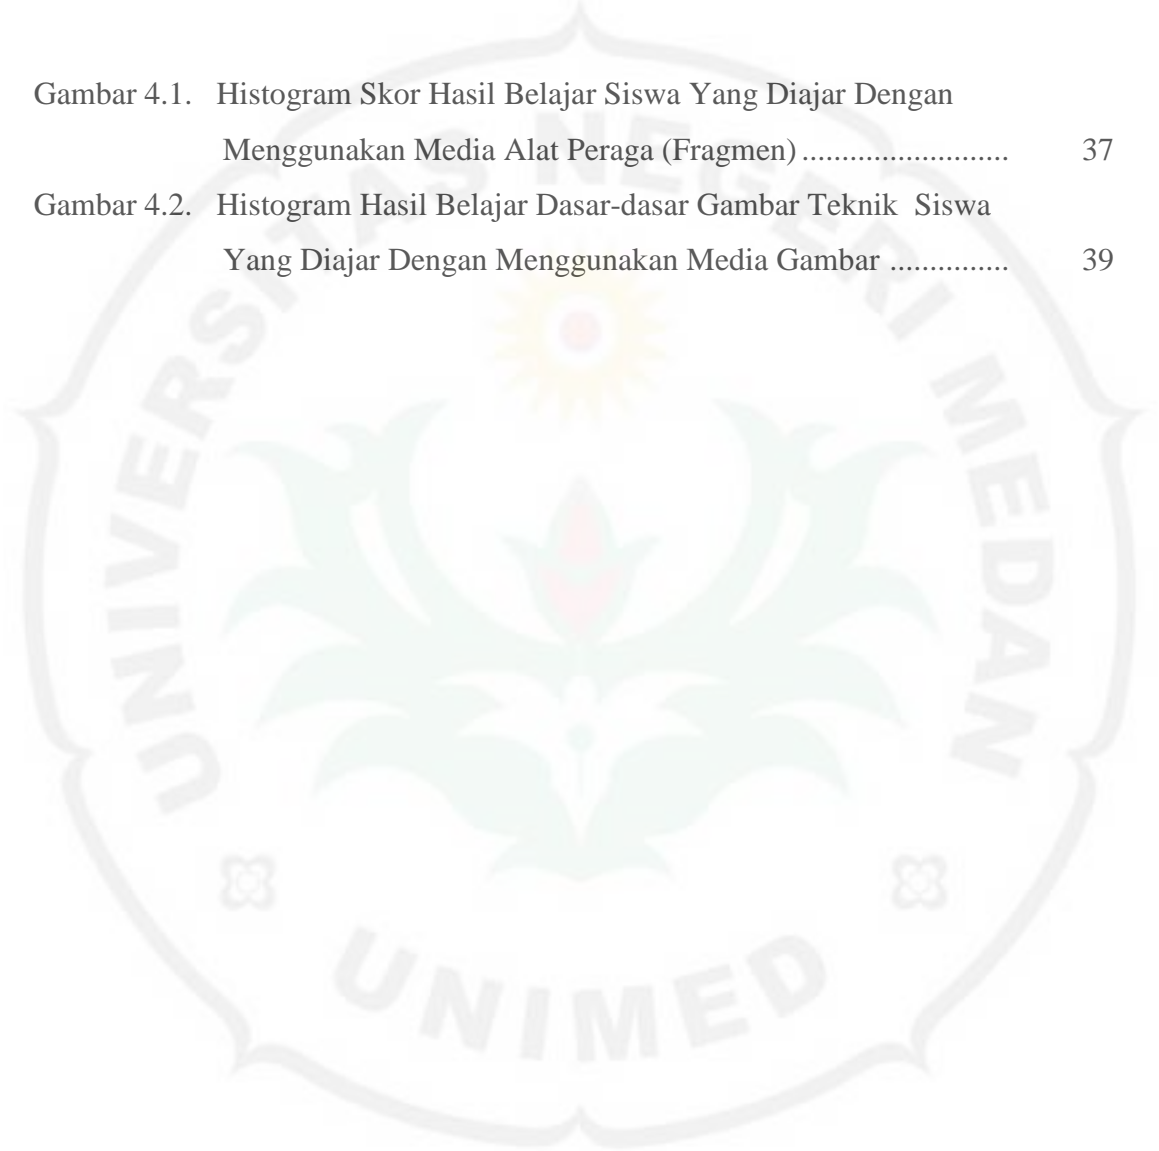 Gambar 4.1. Histogram Skor Hasil Belajar Siswa Yang Diajar Dengan
Menggunakan Media Alat Peraga (Fragmen) ......................... 37
Gambar 4.2. Histogram Hasil Belajar Dasar-dasar Gambar Teknik Siswa
Yang Diajar Dengan Menggunakan Media Gambar ............... 39
UNIVERSITAS NEGERI MEDAN
UNIMED